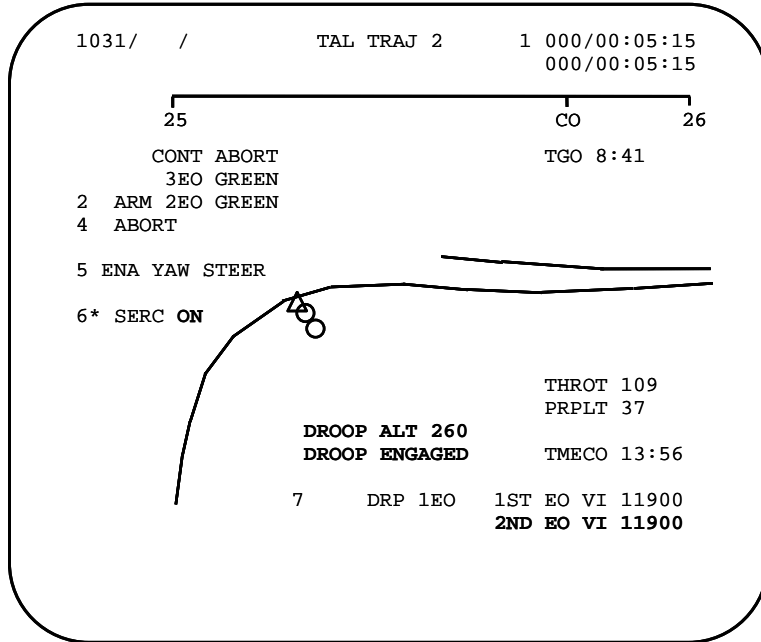 1031/   /   TAL TRAJ 2   1 000/00:05:15
000/00:05:15
25   CO   26
CONT ABORT   TGO 8:41
3EO GREEN
2  ARM 2EO GREEN
4  ABORT
5 ENA YAW STEER
6* SERC ON
THROT 109
PRPLT 37
DROOP ALT 260
DROOP ENGAGED   TMECO 13:56
7   DRP 1EO   1ST EO VI 11900
2ND EO VI 11900